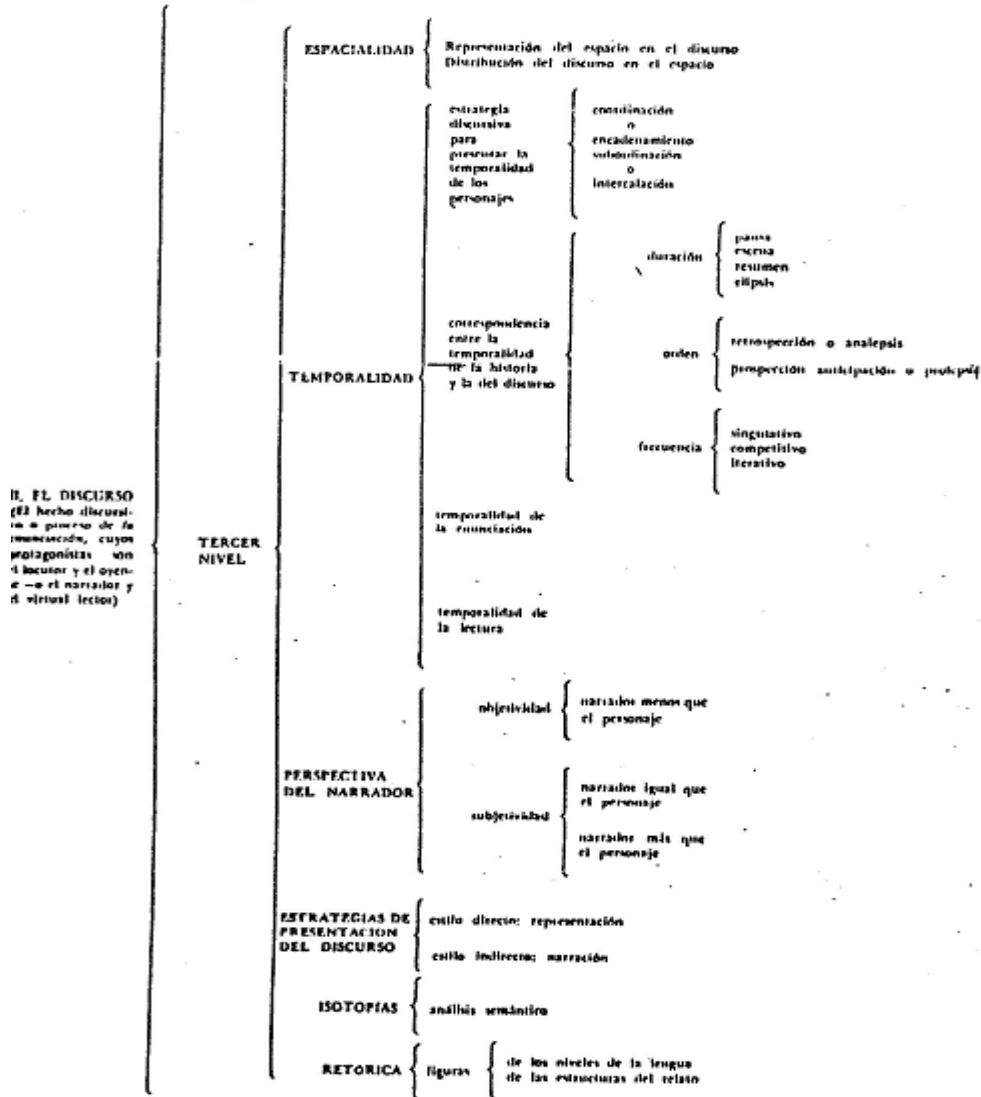 II. EL DISCURSO
(El hecho discursi-
vo o proceso de la
enunciación, cuyos
protagonistas son
el locutor y el oyen-
te —o el narrador y
el virtual lector)
TERCER
NIVEL
ESPACIALIDAD
Representación del espacio en el discurso
Distribución del discurso en el espacio
TEMPORALIDAD
estrategia
discursiva
para
presentar la
temporalidad
de los
personajes
coordinación
o
encadenamiento
subordinación
o
intercalación
correspondencia
entre la
temporalidad
de la historia
y la del discurso
duración
pausa
escena
resumen
elipsis
orden
retrospección o analepsis
prospección anticipación o prolepsis
frecuencia
singulativo
competitivo
iterativo
temporalidad de
la enunciación
temporalidad de
la lectura
PERSPECTIVA
DEL NARRADOR
objetividad
narrador menos que
el personaje
subjetividad
narrador igual que
el personaje
narrador más que
el personaje
ESTRATEGIAS DE
PRESENTACION
DEL DISCURSO
estilo directo: representación
estilo indirecto: narración
ISOTOPIAS
análisis semántico
RETORICA
figuras
de los niveles de la lengua
de las estructuras del relato